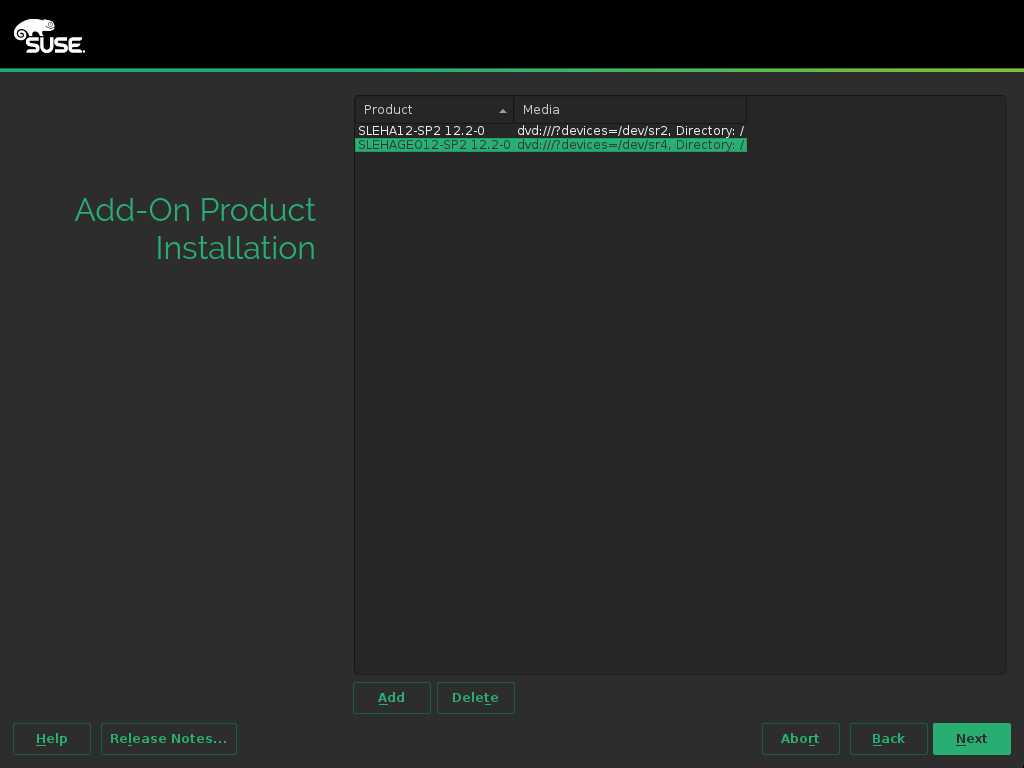 SUSE.
Add-On Product
Installation
Product Media
SLEHA12-SP2 12.2-0 dvd:///?devices=/dev/sr2, Directory: /
SLEHAGEO12-SP2 12.2-0 dvd:///?devices=/dev/sr4, Directory: /
Add Delete
Help Release Notes... Abort Back Next